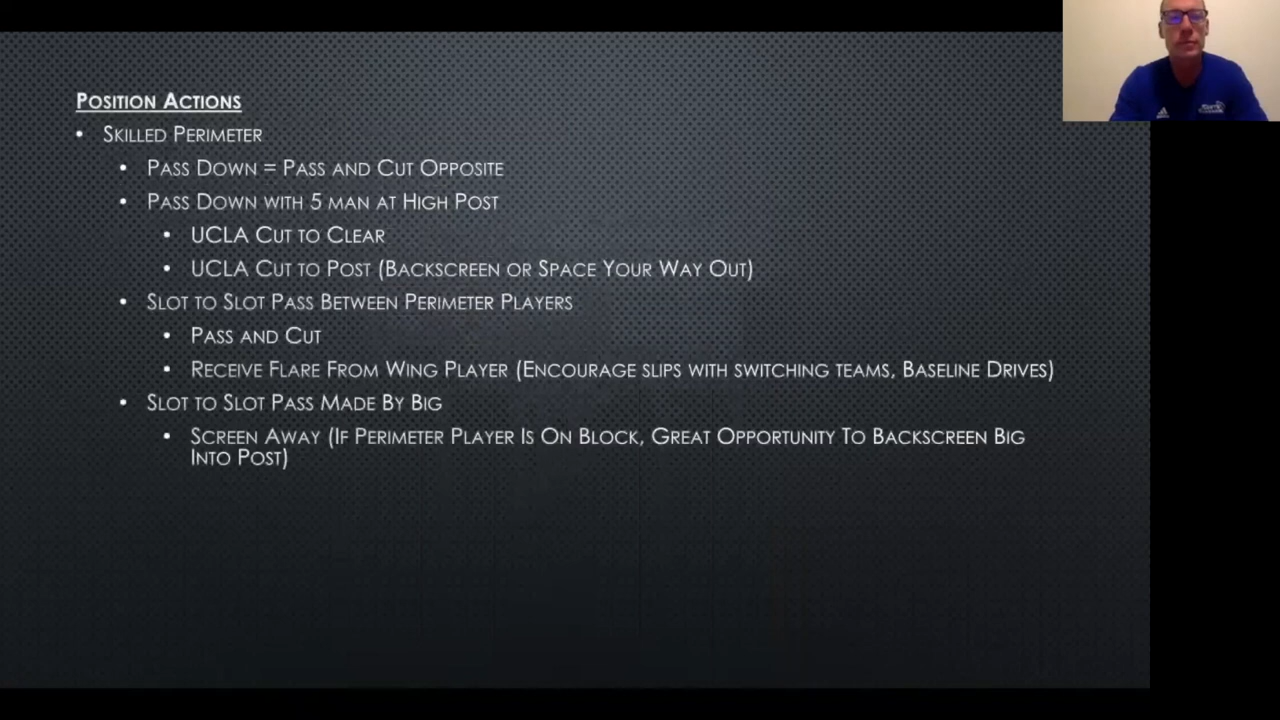 Position Actions
• Skilled Perimeter
• Pass Down = Pass and Cut Opposite
• Pass Down with 5 man at High Post
• UCLA Cut to Clear
• UCLA Cut to Post (Backscreen or Space Your Way Out)
• Slot to Slot Pass Between Perimeter Players
• Pass and Cut
• Receive Flare From Wing Player (Encourage slips with switching teams, Baseline Drives)
• Slot to Slot Pass Made By Big
• Screen Away (If Perimeter Player Is On Block, Great Opportunity To Backscreen Big
Into Post)